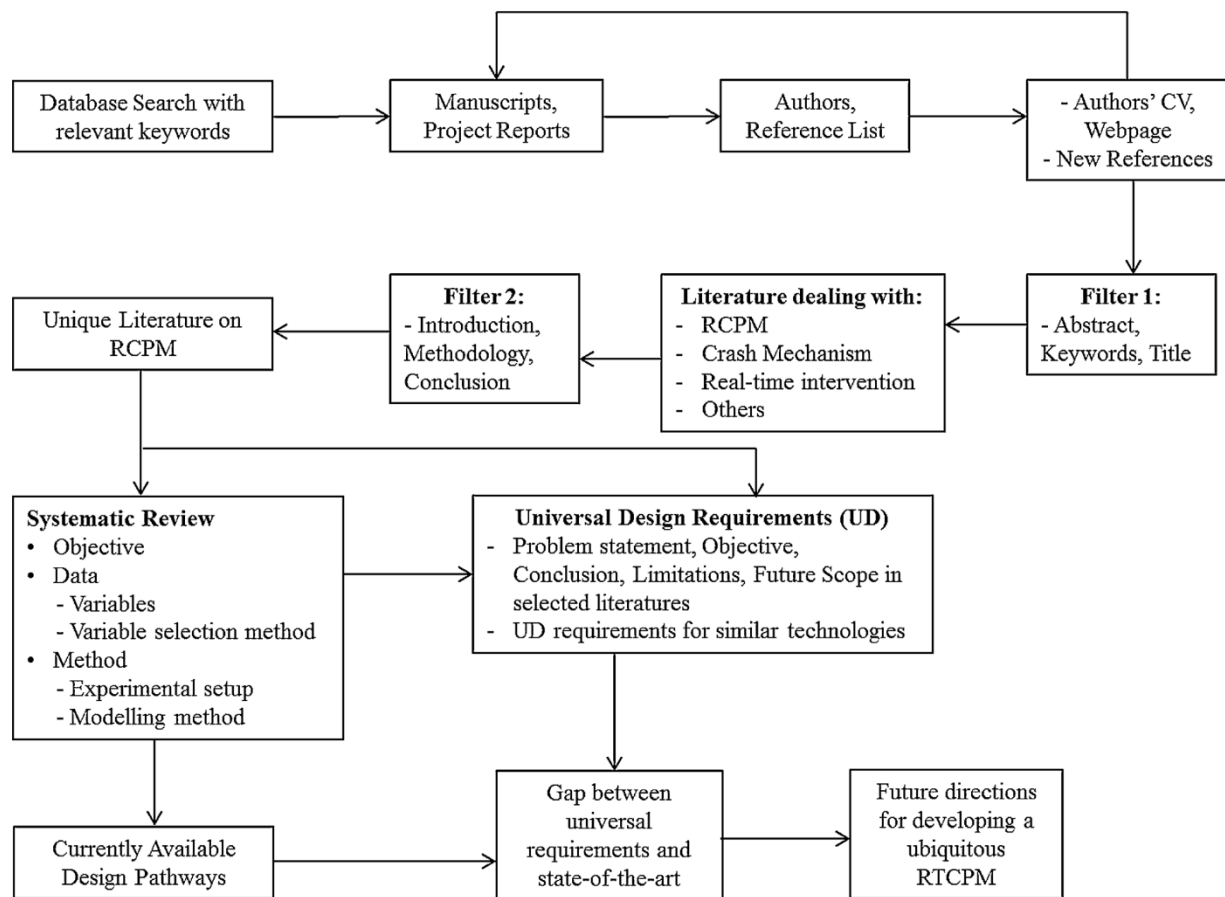 Database Search with
relevant keywords
Manuscripts,
Project Reports
Authors,
Reference List
- Authors' CV,
Webpage
- New References
Filter 1:
- Abstract,
Keywords, Title
Literature dealing with:
- RCPM
- Crash Mechanism
- Real-time intervention
- Others
Filter 2:
- Introduction,
Methodology,
Conclusion
Unique Literature on
RCPM
Systematic Review
• Objective
• Data
- Variables
- Variable selection method
• Method
- Experimental setup
- Modelling method
Universal Design Requirements (UD)
- Problem statement, Objective,
Conclusion, Limitations, Future Scope in
selected literatures
- UD requirements for similar technologies
Currently Available
Design Pathways
Gap between
universal
requirements and
state-of-the-art
Future directions
for developing a
ubiquitous
RTCPM